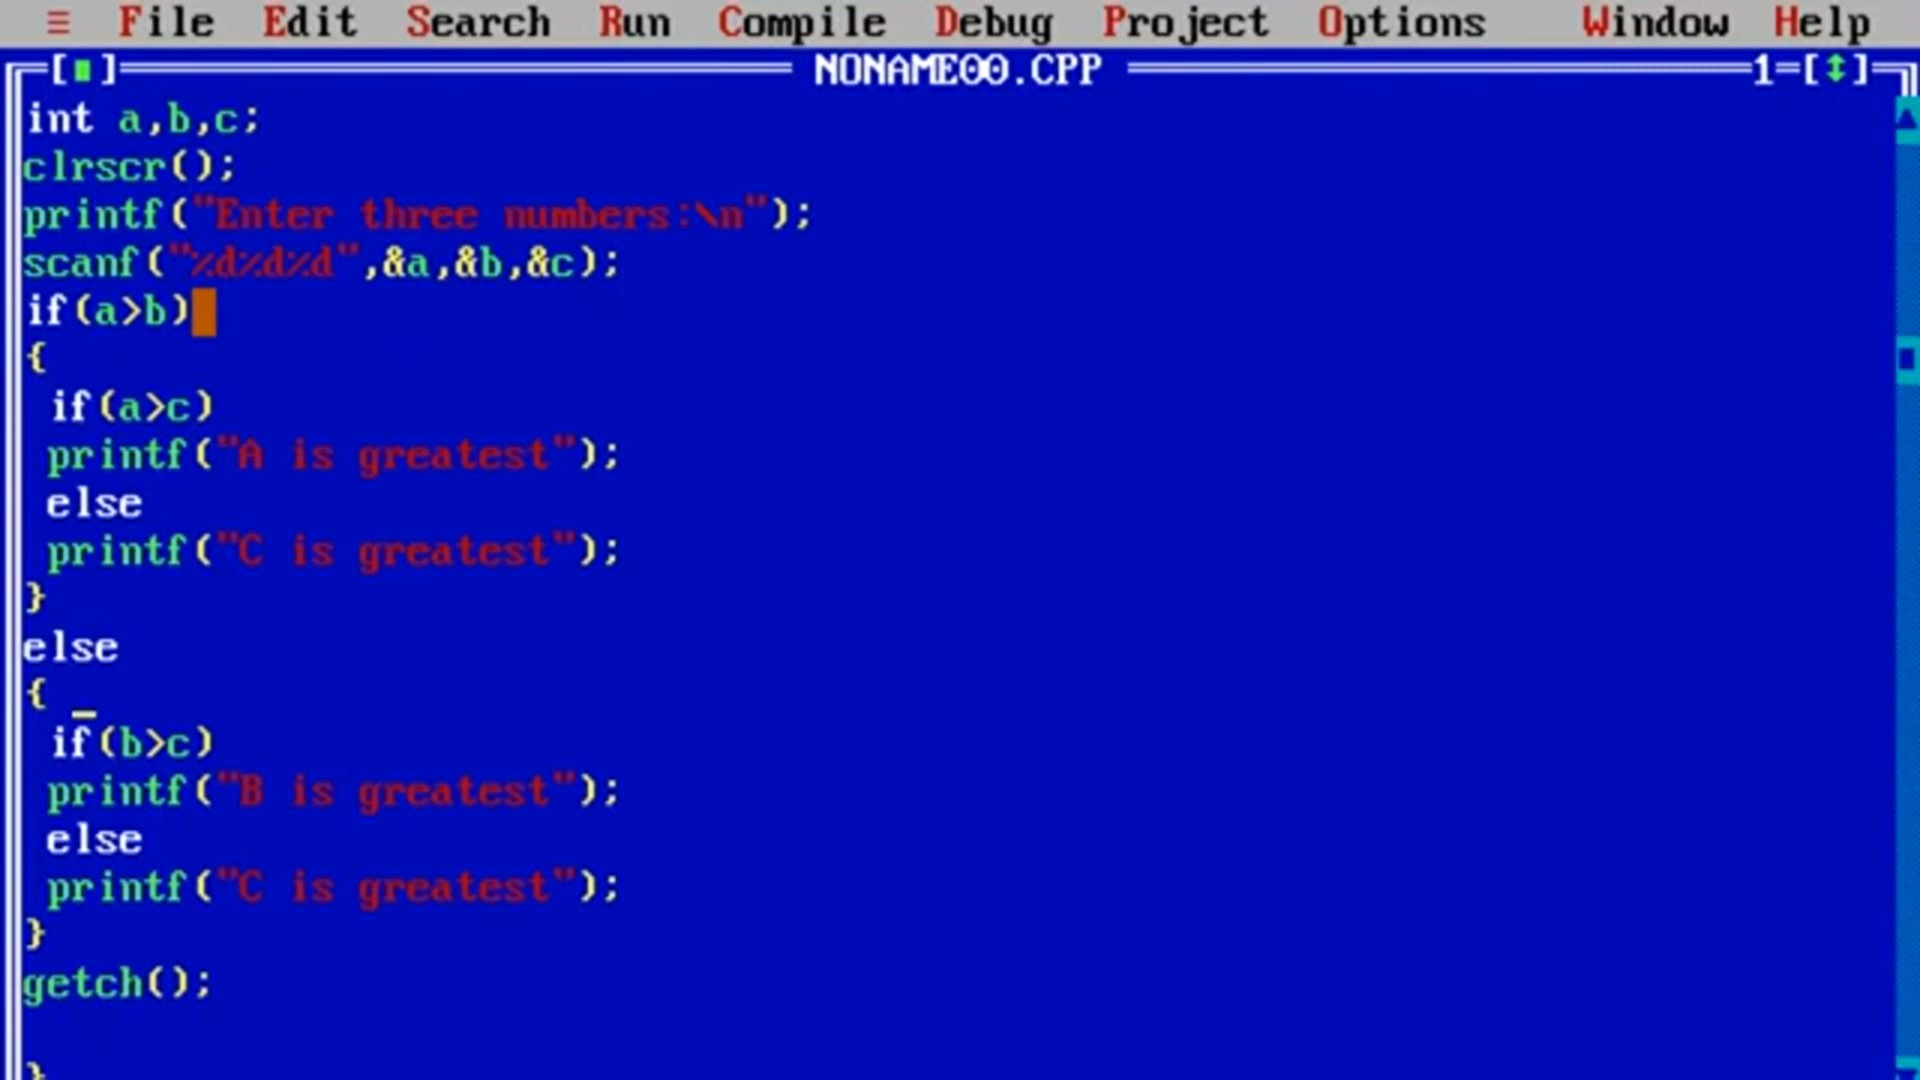 ≡ File Edit Search Run Compile Debug Project Options Window Help
[■] NONAME00.CPP 1=[↕]
int a,b,c;
clrscr();
printf("Enter three numbers:\n");
scanf("%d%d%d",&a,&b,&c);
if(a>b)
{
if(a>c)
printf("A is greatest");
else
printf("C is greatest");
}
else
{
if(b>c)
printf("B is greatest");
else
printf("C is greatest");
}
getch();
}